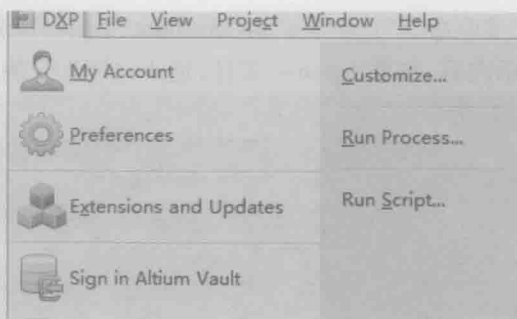 DXP File View Project Window Help
My Account
Customize...
Preferences
Run Process...
Extensions and Updates
Run Script...
Sign in Altium Vault